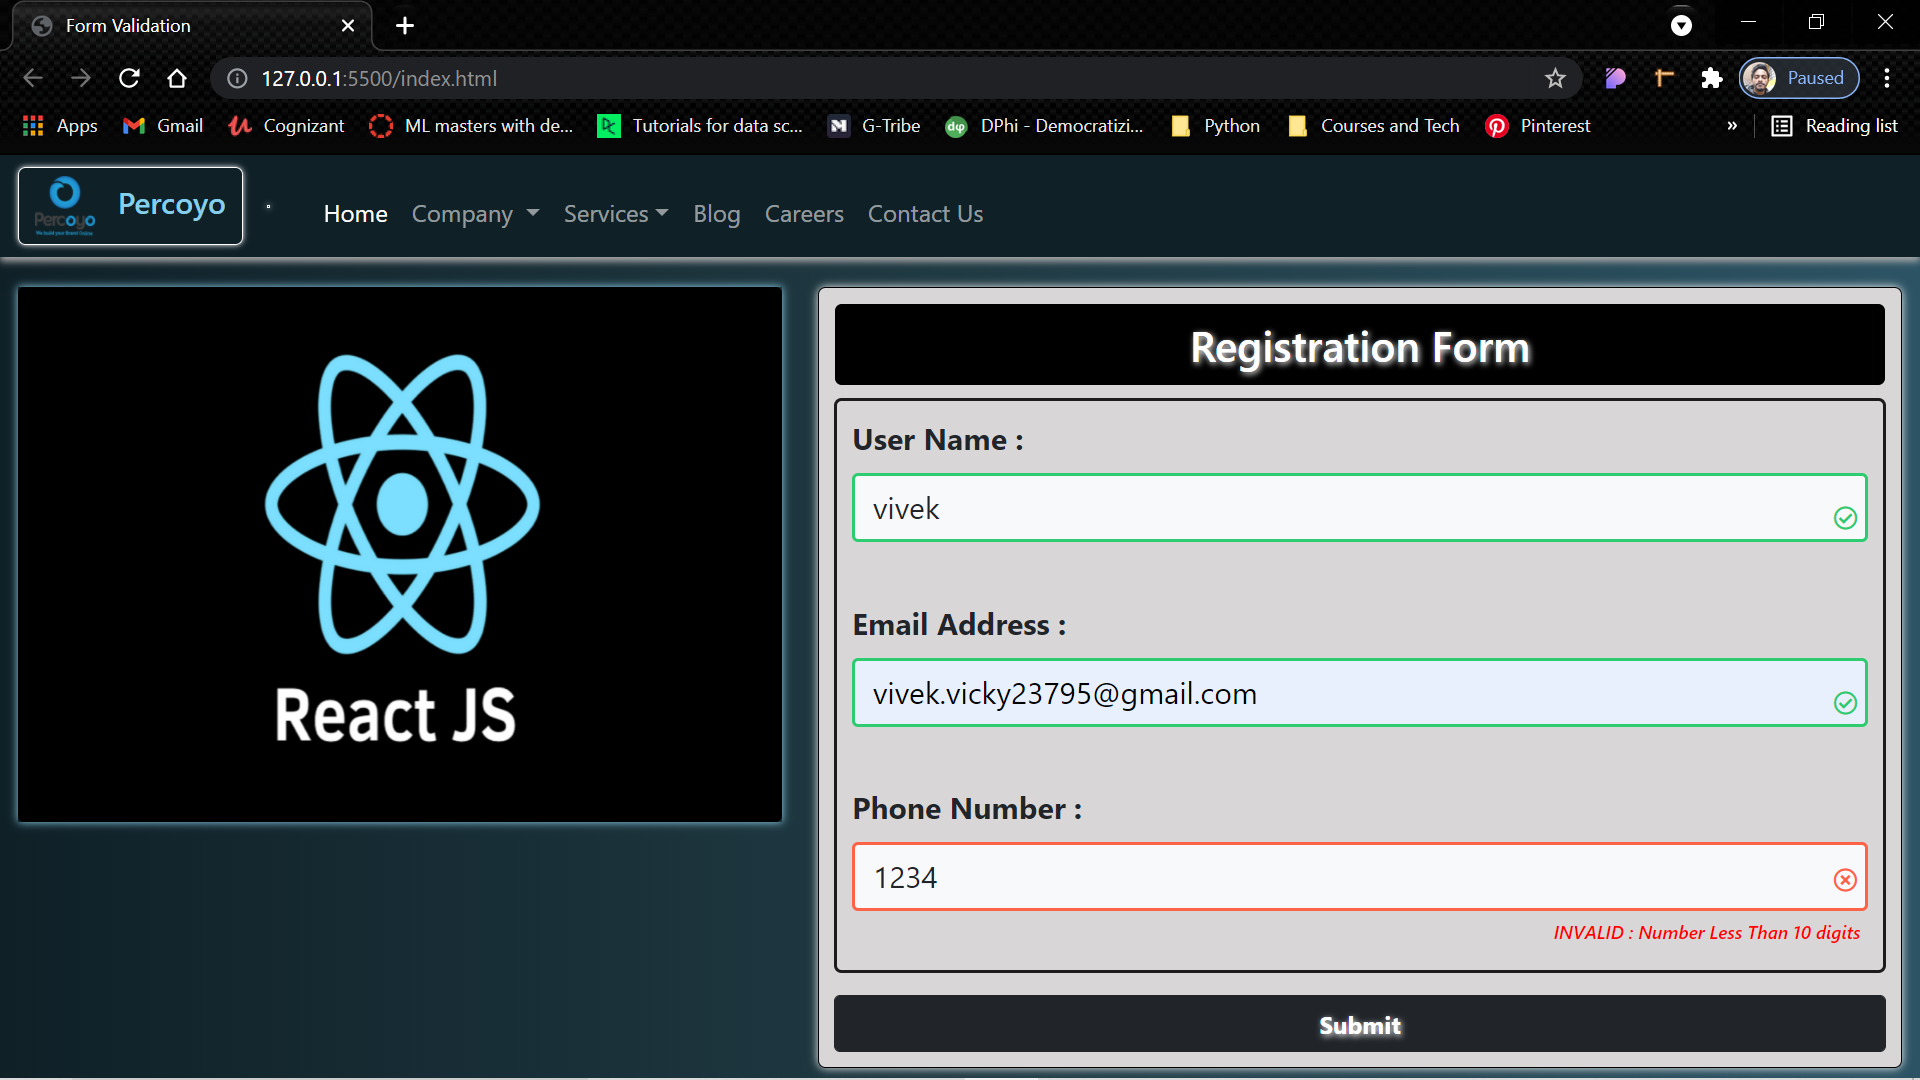 Form Validation
127.0.0.1:5500/index.html
Paused
Apps Gmail Cognizant ML masters with de... Tutorials for data sc... G-Tribe DPhi - Democratizi... Python Courses and Tech Pinterest » Reading list
Percoyo
Percoyo
Home Company Services Blog Careers Contact Us
React JS
Registration Form
User Name :
vivek
Email Address :
vivek.vicky23795@gmail.com
Phone Number :
1234
INVALID : Number Less Than 10 digits
Submit